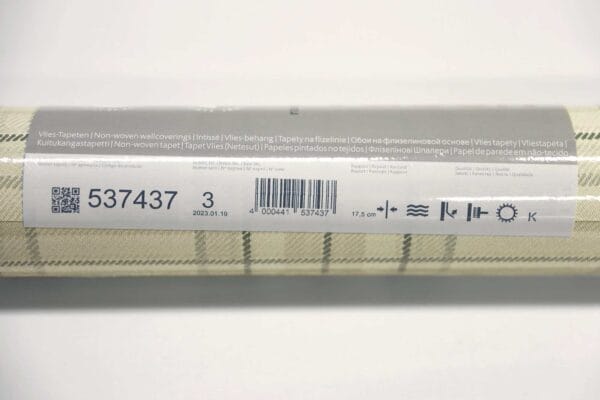 Vlies-Tapeten | Non-woven wallcoverings | Intissé | Vlies-behang | Tapety na flizelinie | Обои на флизелиновой основе | Vlies tapety | Vliestapéta |
Kuitukangastapetti | Non-woven tapet | Tapet Vlies (Netesut) | Papeles pintados no tejidos | Флізелінові Шпалери | Papel de parede em não-tecido
537437 3
2023.01.19
4 000441 537437
17,5 cm
K